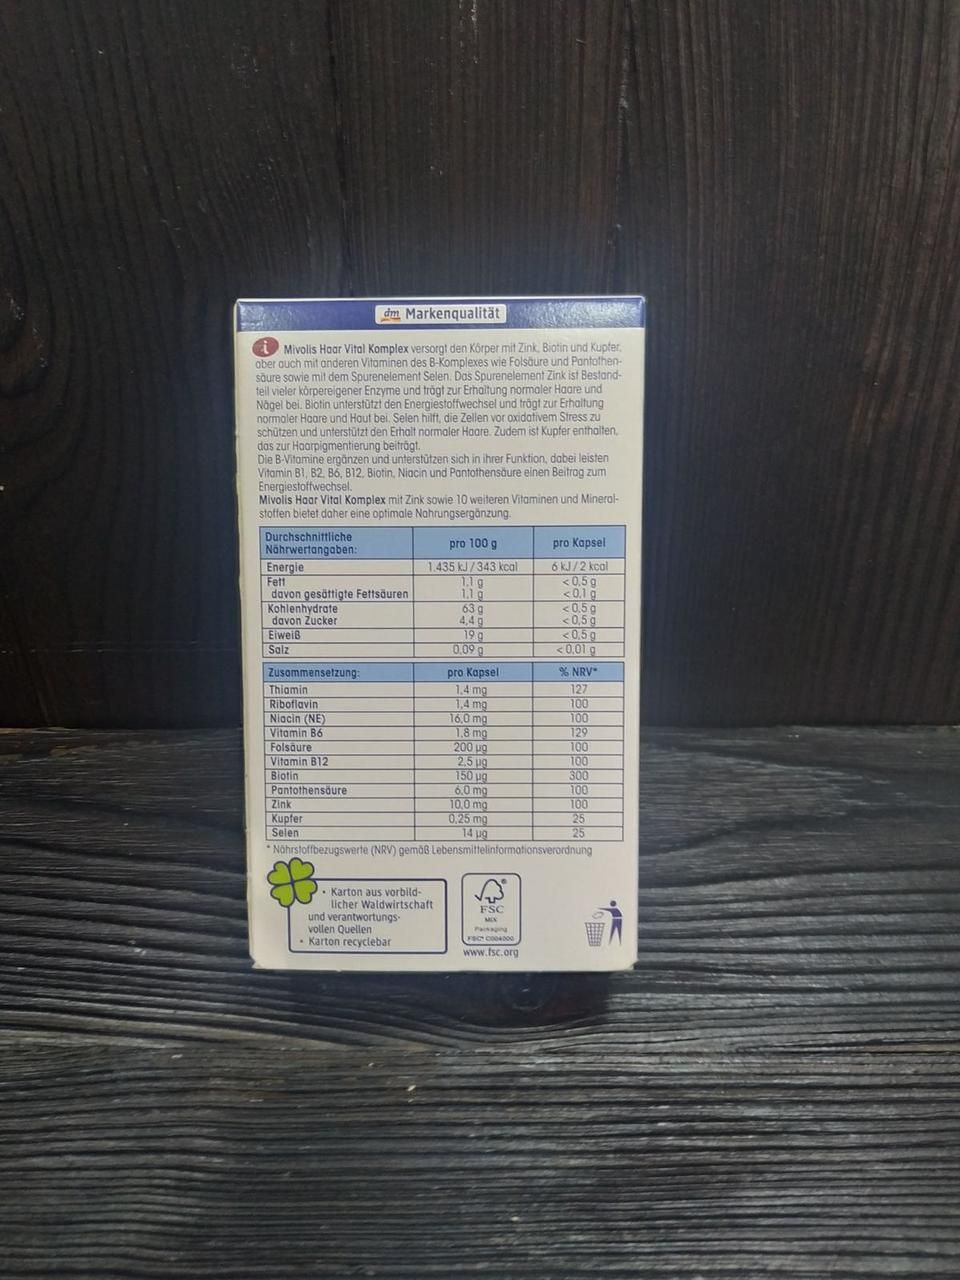 dm Markenqualität
i Mivolis Haar Vital Komplex versorgt den Körper mit Zink, Biotin und Kupfer,
aber auch mit anderen Vitaminen des B-Komplexes wie Folsäure und Pantothen-
säure sowie mit dem Spurenelement Selen. Das Spurenelement Zink ist Bestand-
teil vieler körpereigener Enzyme und trägt zur Erhaltung normaler Haare und
Nägel bei. Biotin unterstützt den Energiestoffwechsel und trägt zur Erhaltung
normaler Haare und Haut bei. Selen hilft, die Zellen vor oxidativem Stress zu
schützen und unterstützt den Erhalt normaler Haare. Zudem ist Kupfer enthalten,
das zur Haarpigmentierung beiträgt.
Die B-Vitamine ergänzen und unterstützen sich in ihrer Funktion, dabei leisten
Vitamin B1, B2, B6, B12, Biotin, Niacin und Pantothensäure einen Beitrag zum
Energiestoffwechsel.
Mivolis Haar Vital Komplex mit Zink sowie 10 weiteren Vitaminen und Mineral-
stoffen bietet daher eine optimale Nahrungsergänzung.
Durchschnittliche
Nährwertangaben: pro 100 g pro Kapsel
Energie 1.435 kJ / 343 kcal 6 kJ / 2 kcal
Fett 1,1 g < 0,5 g
davon gesättigte Fettsäuren 1,1 g < 0,1 g
Kohlenhydrate 63 g < 0,5 g
davon Zucker 4,4 g < 0,5 g
Eiweiß 19 g < 0,5 g
Salz 0,09 g < 0,01 g
Zusammensetzung: pro Kapsel % NRV*
Thiamin 1,4 mg 127
Riboflavin 1,4 mg 100
Niacin (NE) 16,0 mg 100
Vitamin B6 1,8 mg 129
Folsäure 200 µg 100
Vitamin B12 2,5 µg 100
Biotin 150 µg 300
Pantothensäure 6,0 mg 100
Zink 10,0 mg 100
Kupfer 0,25 mg 25
Selen 14 µg 25
* Nährstoffbezugswerte (NRV) gemäß Lebensmittelinformationsverordnung
• Karton aus vorbild-
licher Waldwirtschaft
und verantwortungs-
vollen Quellen
• Karton recyclebar
®
FSC
MIX
Packaging
FSC® C004000
www.fsc.org